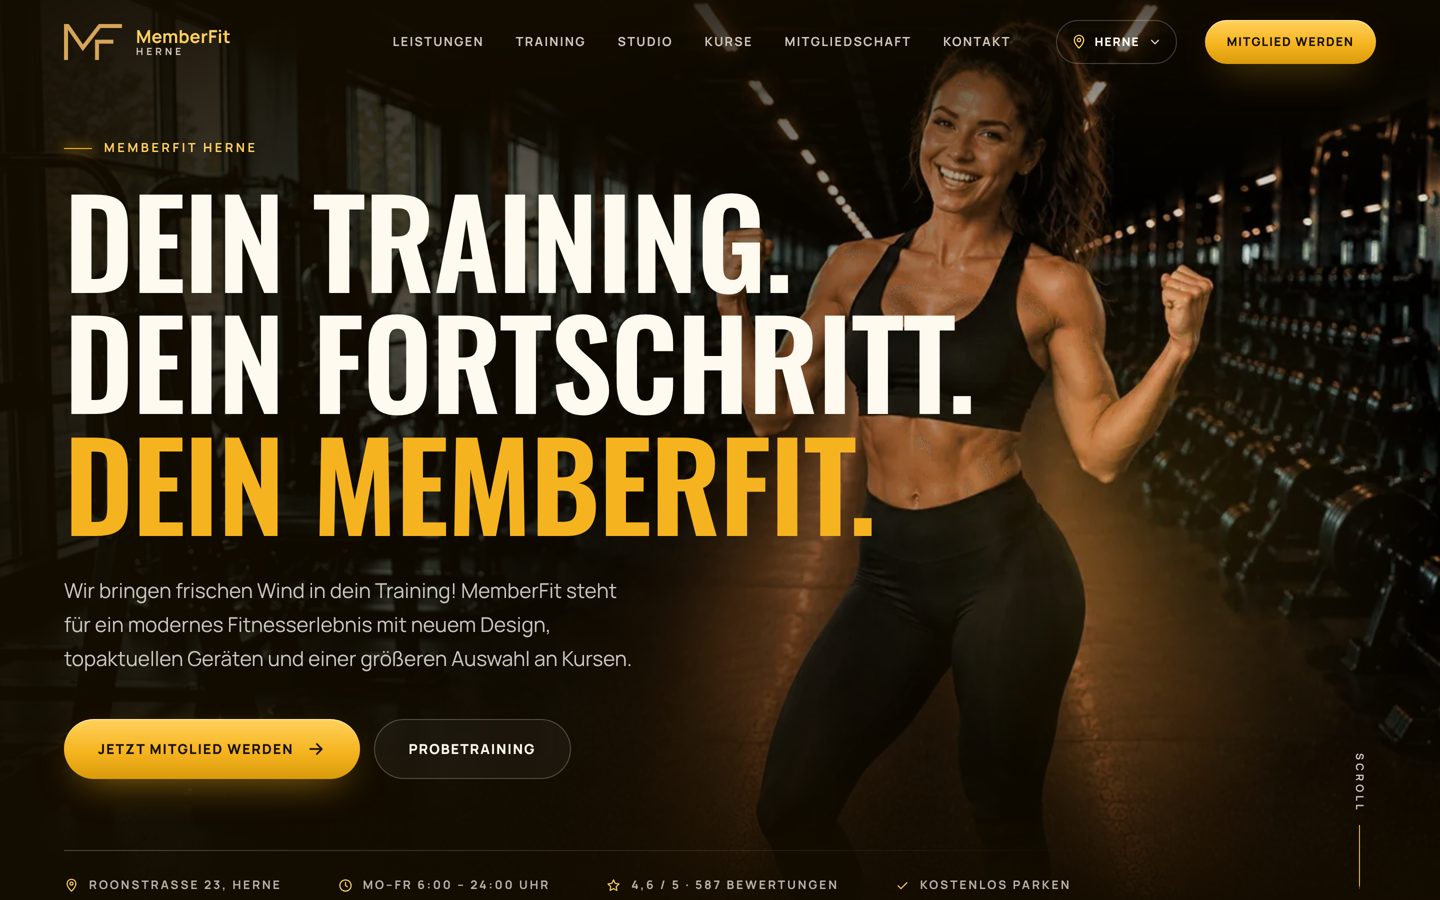 MF MemberFit
HERNE
LEISTUNGEN TRAINING STUDIO KURSE MITGLIEDSCHAFT KONTAKT
HERNE
MITGLIED WERDEN
MEMBERFIT HERNE
DEIN TRAINING.
DEIN FORTSCHRITT.
DEIN MEMBERFIT.
Wir bringen frischen Wind in dein Training! MemberFit steht
für ein modernes Fitnesserlebnis mit neuem Design,
topaktuellen Geräten und einer größeren Auswahl an Kursen.
JETZT MITGLIED WERDEN →
PROBETRAINING
SCROLL
ROONSTRASSE 23, HERNE
MO–FR 6:00 – 24:00 UHR
4,6 / 5 · 587 BEWERTUNGEN
KOSTENLOS PARKEN